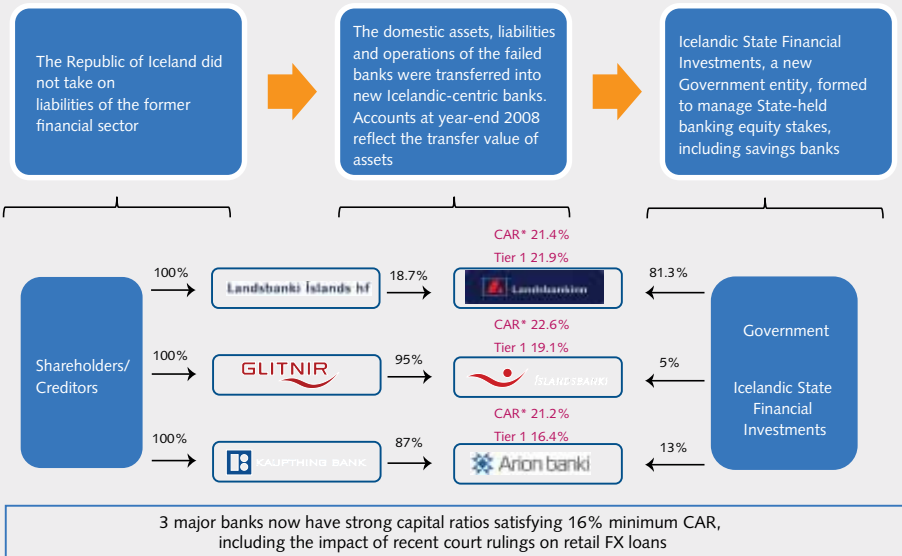 The Republic of Iceland did
not take on
liabilities of the former
financial sector
The domestic assets, liabilities
and operations of the failed
banks were transferred into
new Icelandic-centric banks.
Accounts at year-end 2008
reflect the transfer value of
assets
Icelandic State Financial
Investments, a new
Government entity, formed
to manage State-held
banking equity stakes,
including savings banks
CAR* 21.4%
Tier 1 21.9%
100%
Landsbanki Íslands hf
18.7%
Landsbankinn
81.3%
CAR* 22.6%
Tier 1 19.1%
Shareholders/
Creditors
100%
GLITNIR
95%
ÍSLANDSBANKI
5%
Government
Icelandic State
Financial
Investments
CAR* 21.2%
Tier 1 16.4%
100%
KAUPTHING BANK
87%
Arion banki
13%
3 major banks now have strong capital ratios satisfying 16% minimum CAR,
including the impact of recent court rulings on retail FX loans